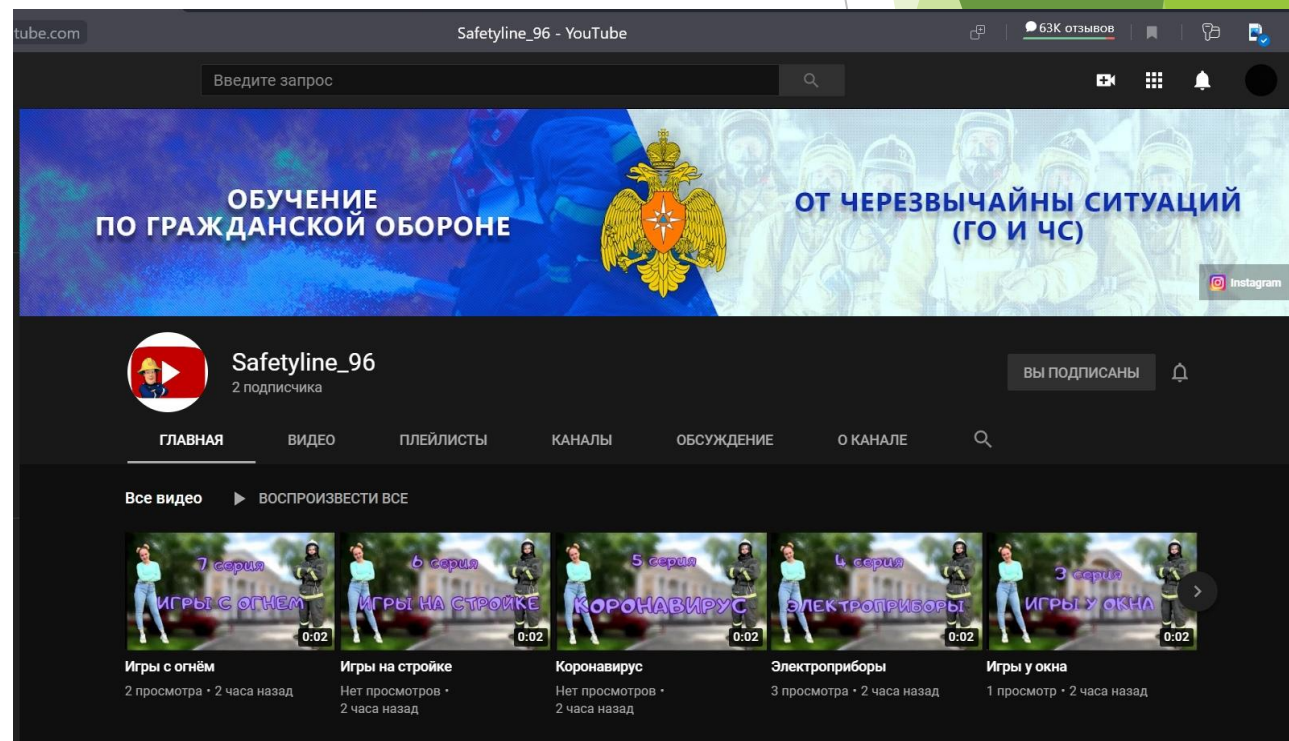 tube.com
Safetyline_96 - YouTube
63K отзывов
Введите запрос
ОБУЧЕНИЕ
ПО ГРАЖДАНСКОЙ ОБОРОНЕ
ОТ ЧЕРЕЗВЫЧАЙНЫ СИТУАЦИЙ
(ГО И ЧС)
Instagram
Safetyline_96
2 подписчика
ВЫ ПОДПИСАНЫ
ГЛАВНАЯ ВИДЕО ПЛЕЙЛИСТЫ КАНАЛЫ ОБСУЖДЕНИЕ О КАНАЛЕ
Все видео ВОСПРОИЗВЕСТИ ВСЕ
7 серия
ИГРЫ С ОГНЕМ
0:02
6 серия
ИГРЫ НА СТРОЙКЕ
0:02
5 серия
КОРОНАВИРУС
0:02
4 серия
ЭЛЕКТРОПРИБОРЫ
0:02
3 серия
ИГРЫ У ОКНА
0:02
Игры с огнём
2 просмотра • 2 часа назад
Игры на стройке
Нет просмотров •
2 часа назад
Коронавирус
Нет просмотров •
2 часа назад
Электроприборы
3 просмотра • 2 часа назад
Игры у окна
1 просмотр • 2 часа назад